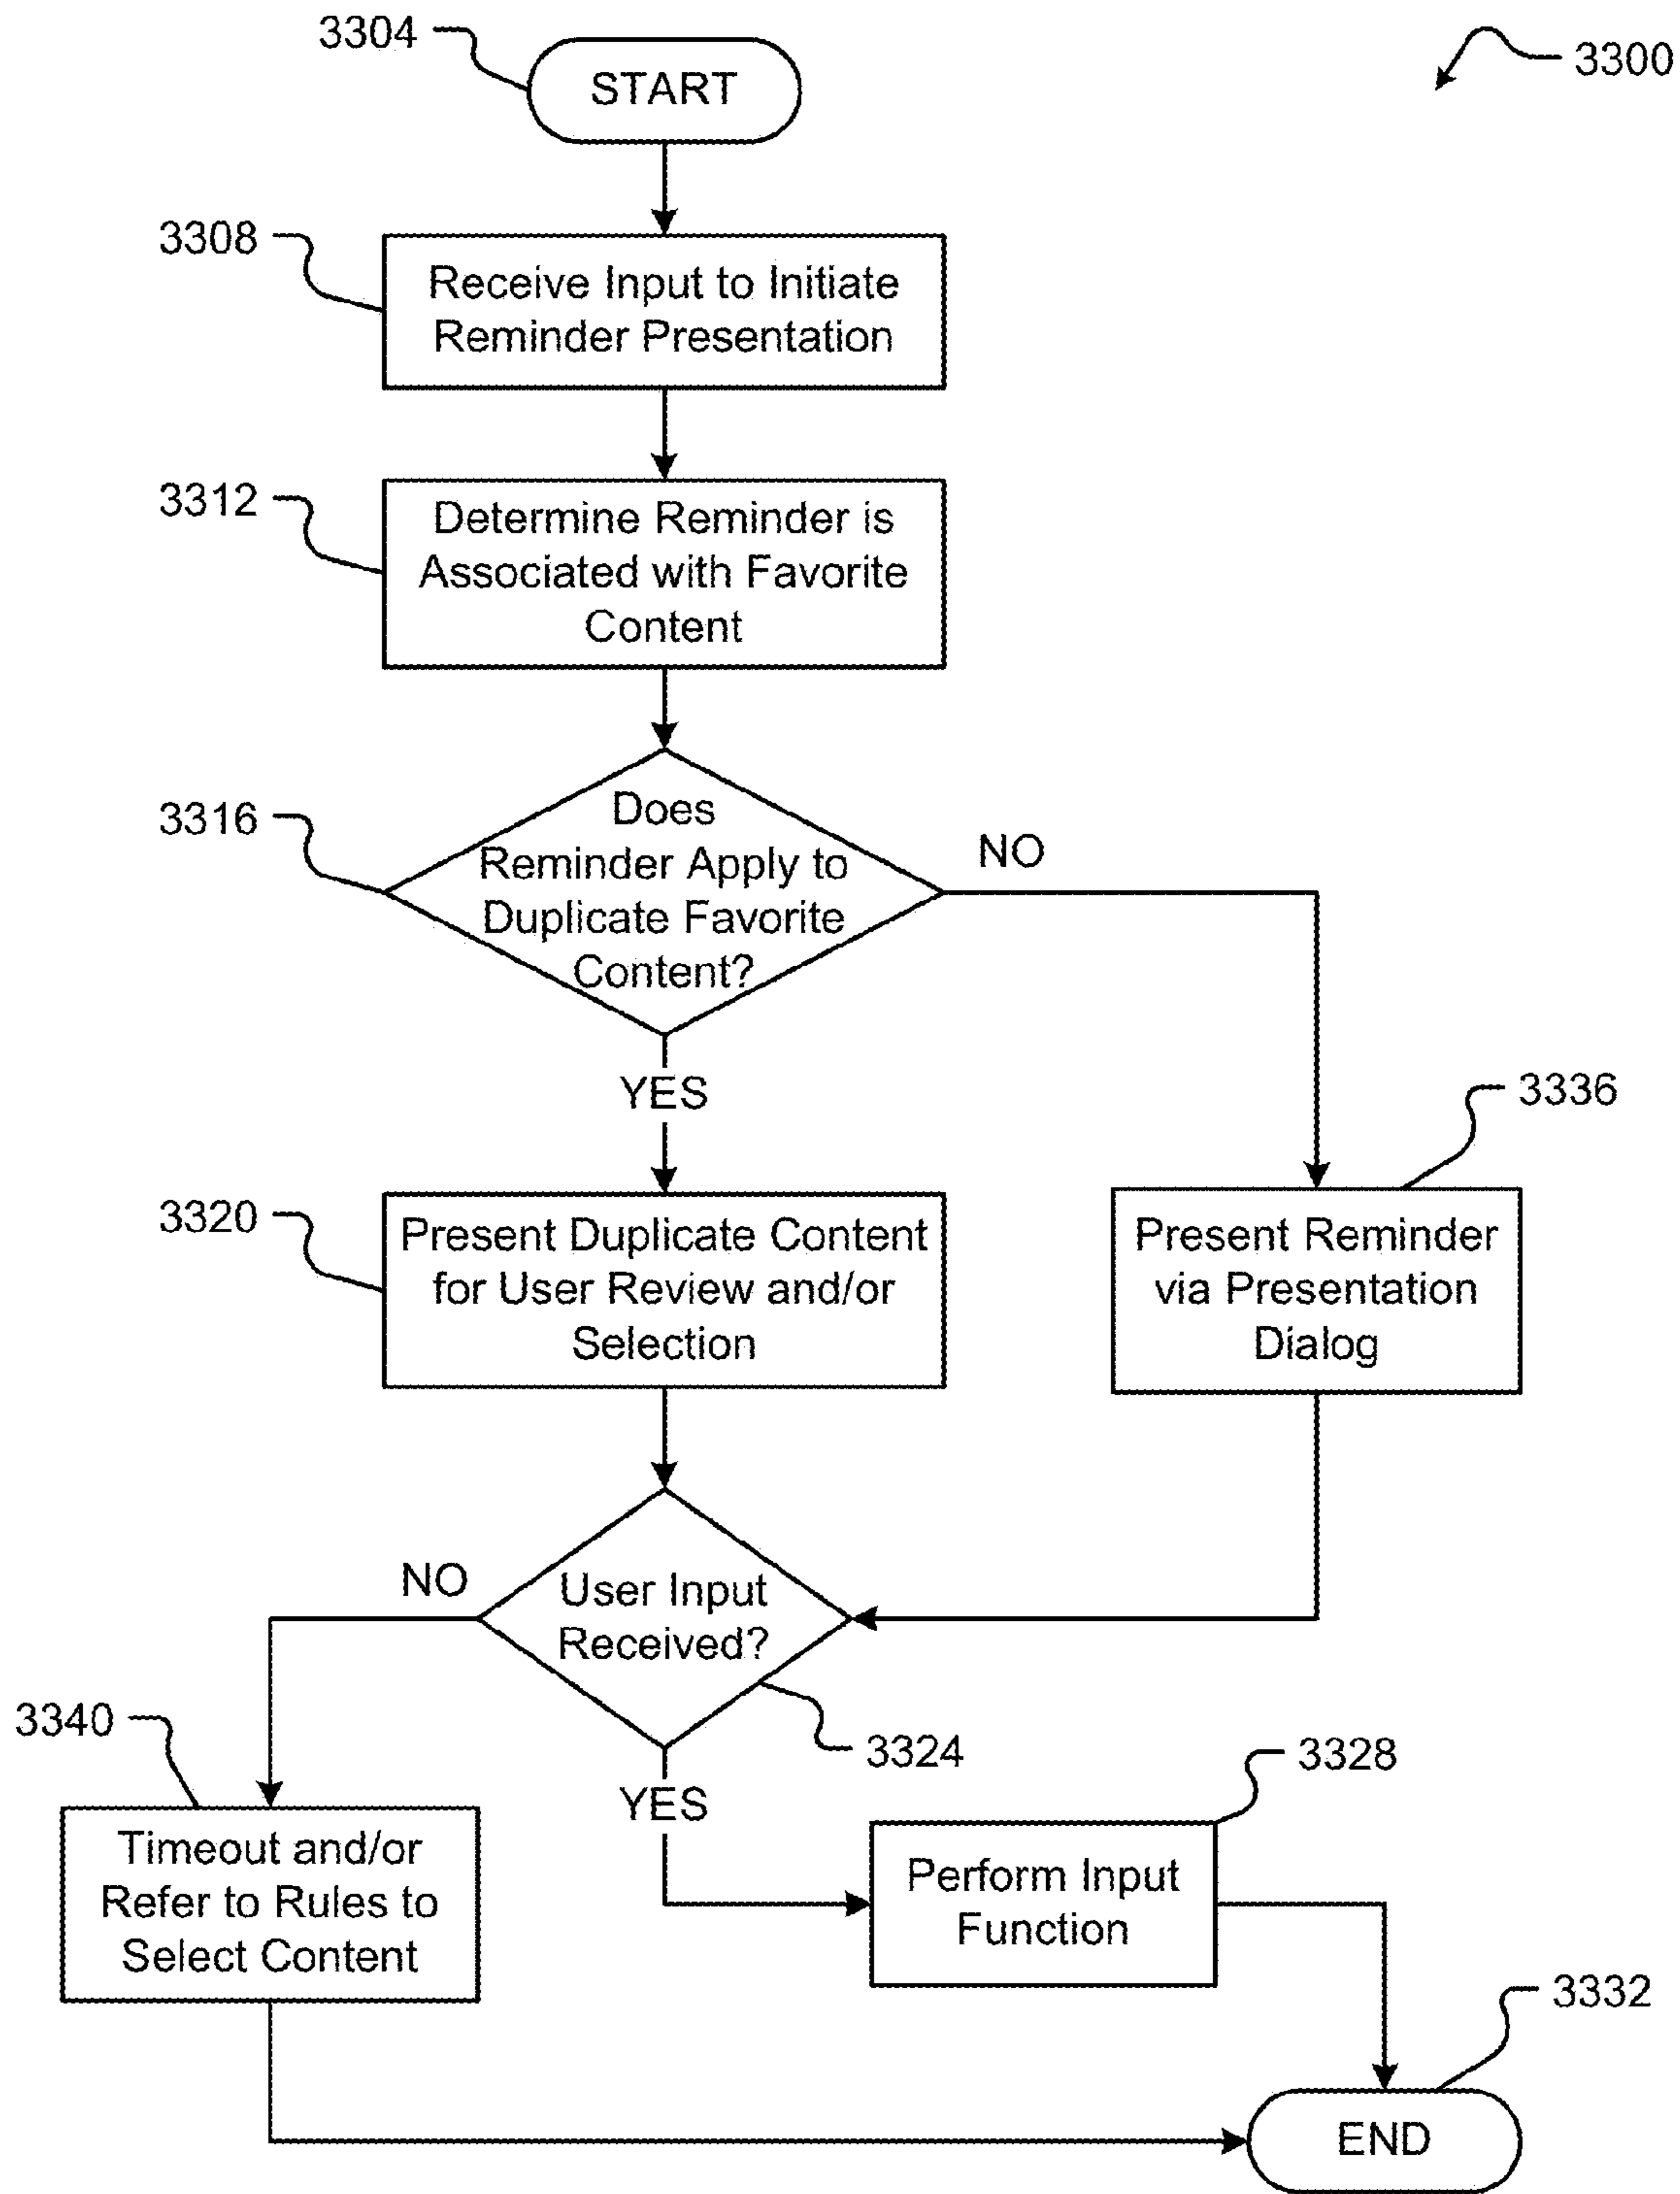 3304
START
3300
3308
Receive Input to Initiate
Reminder Presentation
3312
Determine Reminder is
Associated with Favorite
Content
3316
Does
Reminder Apply to
Duplicate Favorite
Content?
NO
YES
3336
3320
Present Duplicate Content
for User Review and/or
Selection
Present Reminder
via Presentation
Dialog
NO
User Input
Received?
3340
3324
YES
3328
Timeout and/or
Refer to Rules to
Select Content
Perform Input
Function
3332
END